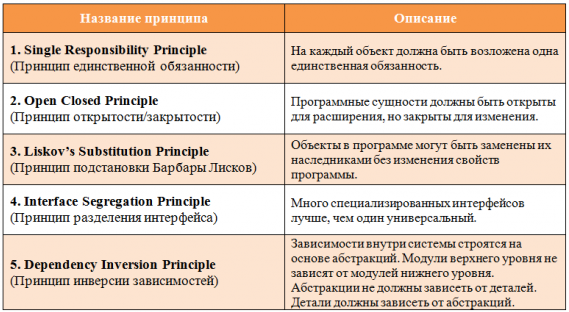 Название принципа
Описание
1. Single Responsibility Principle
(Принцип единственной обязанности)
На каждый объект должна быть возложена одна
единственная обязанность.
2. Open Closed Principle
(Принцип открытости/закрытости)
Программные сущности должны быть открыты
для расширения, но закрыты для изменения.
3. Liskov’s Substitution Principle
(Принцип подстановки Барбары Лисков)
Объекты в программе могут быть заменены их
наследниками без изменения свойств
программы.
4. Interface Segregation Principle
(Принцип разделения интерфейса)
Много специализированных интерфейсов
лучше, чем один универсальный.
5. Dependency Inversion Principle
(Принцип инверсии зависимостей)
Зависимости внутри системы строятся на
основе абстракций. Модули верхнего уровня не
зависят от модулей нижнего уровня.
Абстракции не должны зависеть от деталей.
Детали должны зависеть от абстракций.